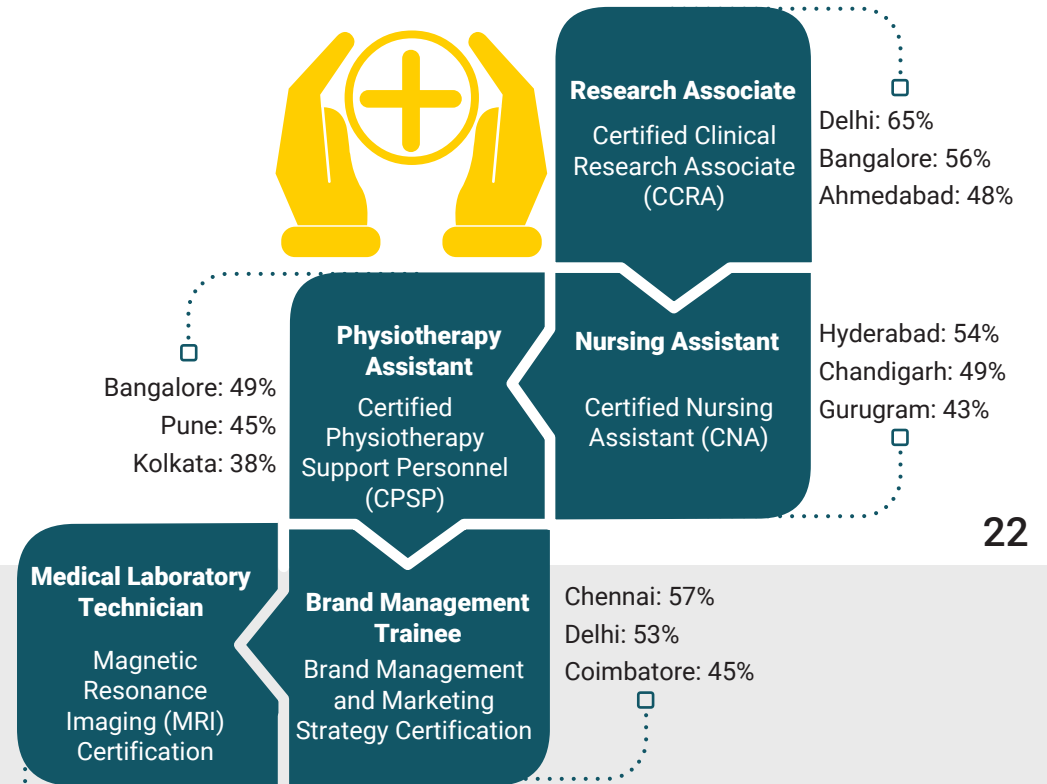 Research Associate
Certified Clinical
Research Associate
(CCRA)
Delhi: 65%
Bangalore: 56%
Ahmedabad: 48%
Nursing Assistant
Certified Nursing
Assistant (CNA)
Hyderabad: 54%
Chandigarh: 49%
Gurugram: 43%
Physiotherapy
Assistant
Certified
Physiotherapy
Support Personnel
(CPSP)
Bangalore: 49%
Pune: 45%
Kolkata: 38%
22
Brand Management
Trainee
Brand Management
and Marketing
Strategy Certification
Chennai: 57%
Delhi: 53%
Coimbatore: 45%
Medical Laboratory
Technician
Magnetic
Resonance
Imaging (MRI)
Certification